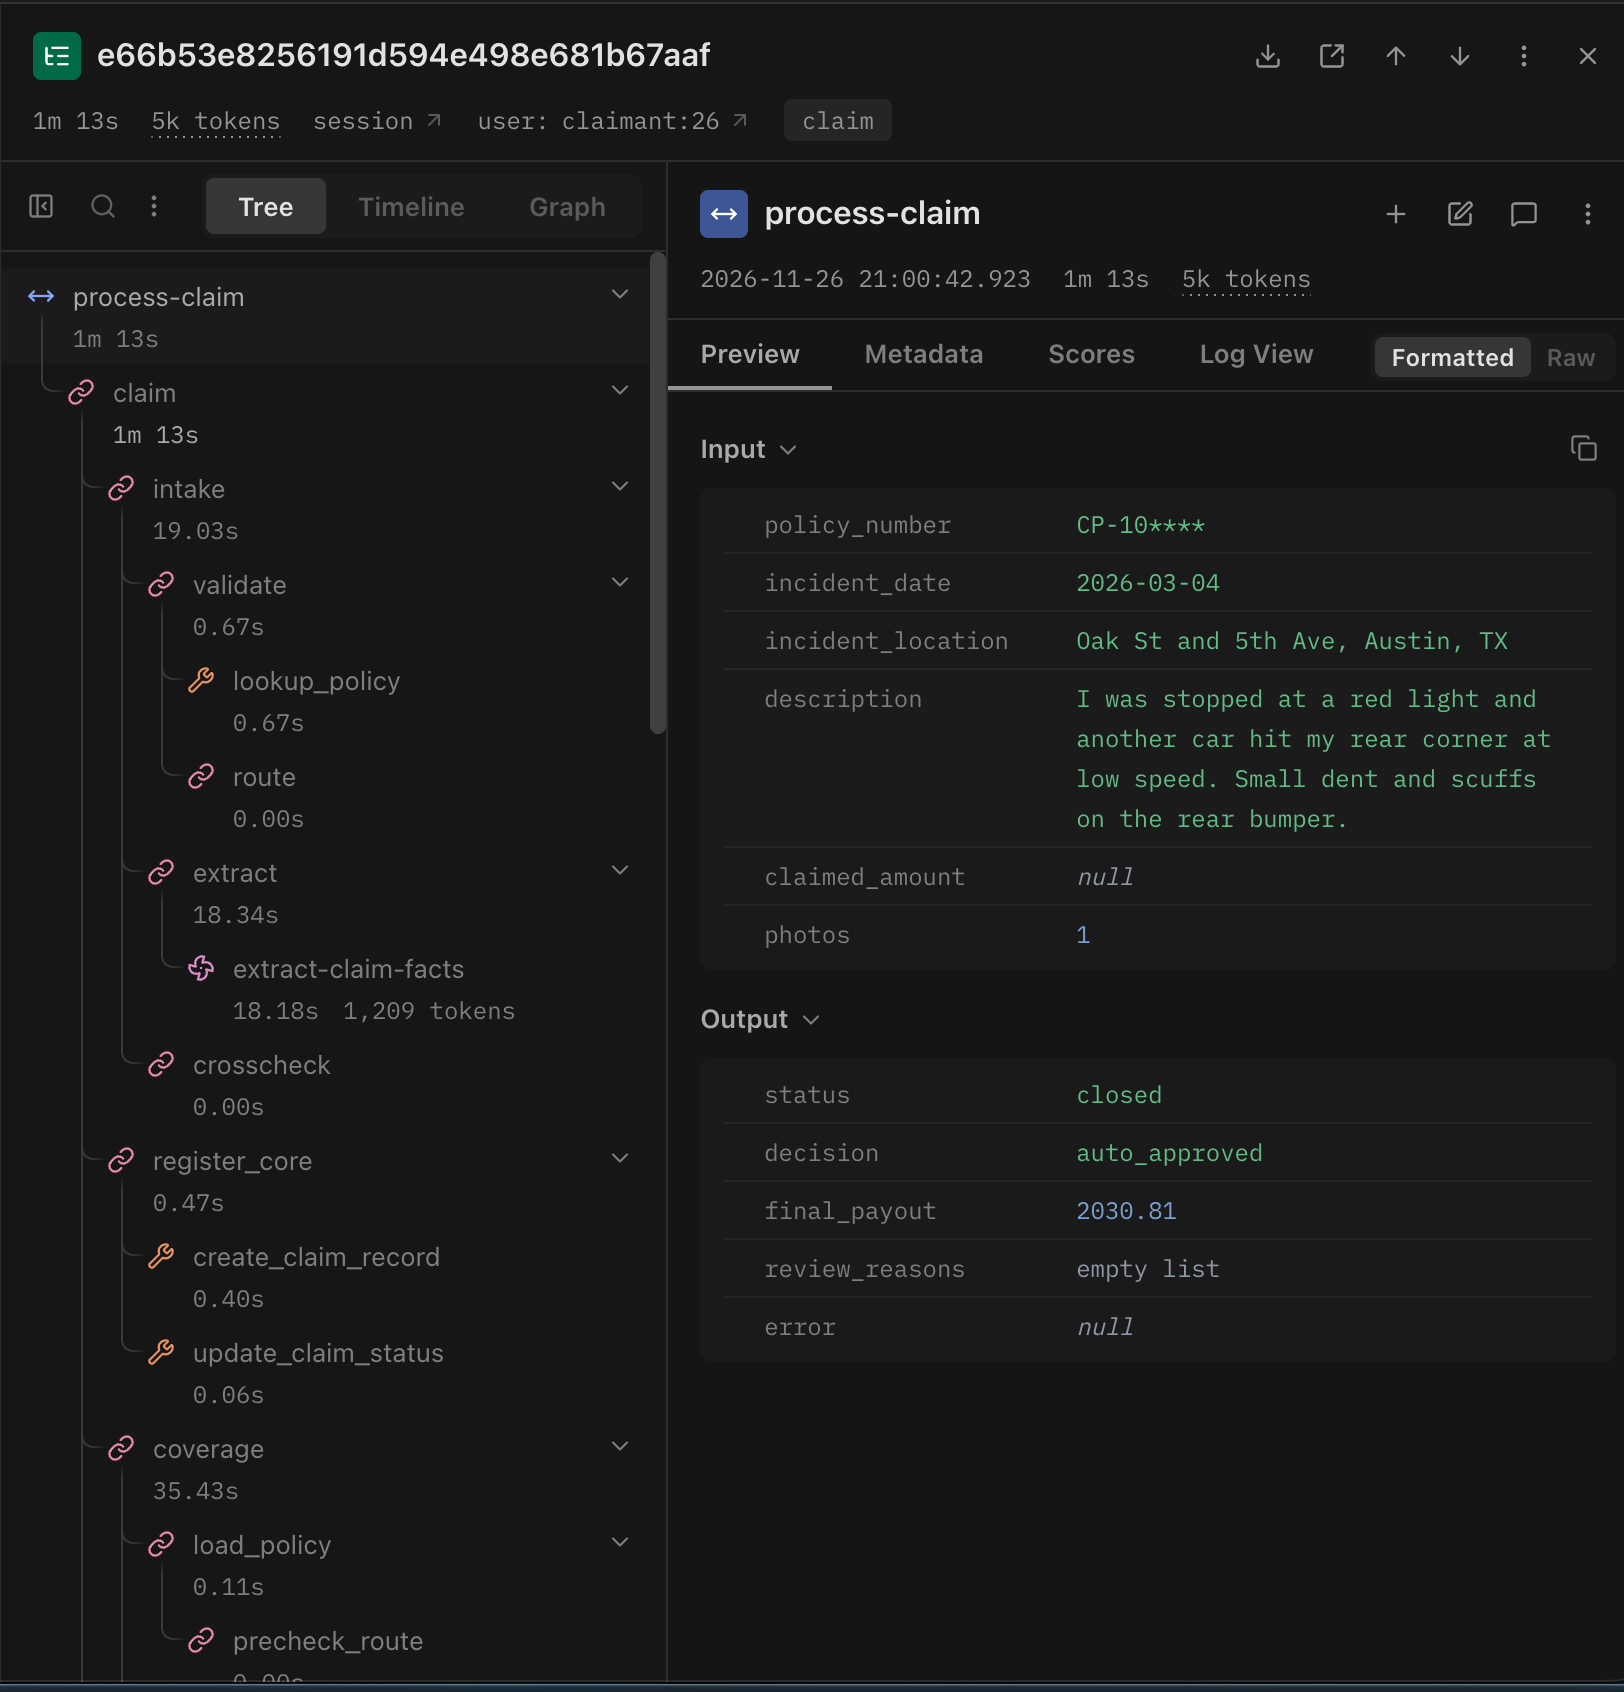 e66b53e8256191d594e498e681b67aaf
1m 13s 5k tokens session user: claimant:26 claim
Tree Timeline Graph
process-claim
1m 13s
claim
1m 13s
intake
19.03s
validate
0.67s
lookup_policy
0.67s
route
0.00s
extract
18.34s
extract-claim-facts
18.18s 1,209 tokens
crosscheck
0.00s
register_core
0.47s
create_claim_record
0.40s
update_claim_status
0.06s
coverage
35.43s
load_policy
0.11s
precheck_route
0.00s
process-claim
2026-11-26 21:00:42.923 1m 13s 5k tokens
Preview Metadata Scores Log View Formatted Raw
Input
policy_number CP-10****
incident_date 2026-03-04
incident_location Oak St and 5th Ave, Austin, TX
description I was stopped at a red light and
another car hit my rear corner at
low speed. Small dent and scuffs
on the rear bumper.
claimed_amount null
photos 1
Output
status closed
decision auto_approved
final_payout 2030.81
review_reasons empty list
error null